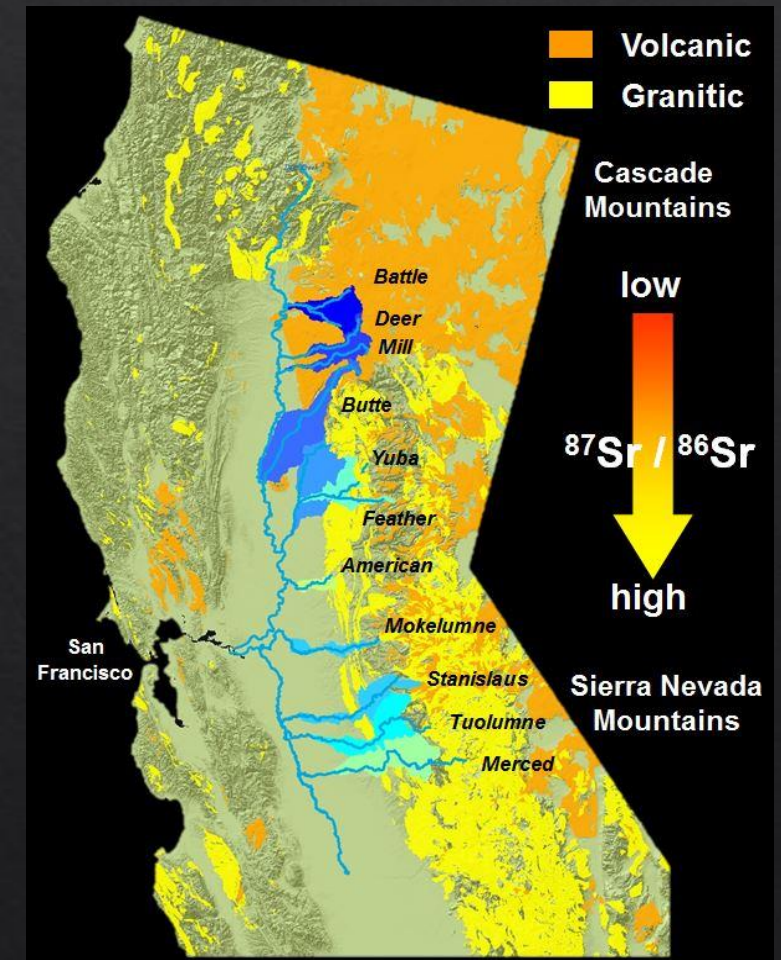 Volcanic
Granitic
Cascade
Mountains
low
87Sr / 86Sr
high
Sierra Nevada
Mountains
Battle
Deer
Mill
Butte
Yuba
Feather
American
Mokelumne
Stanislaus
Tuolumne
Merced
San
Francisco